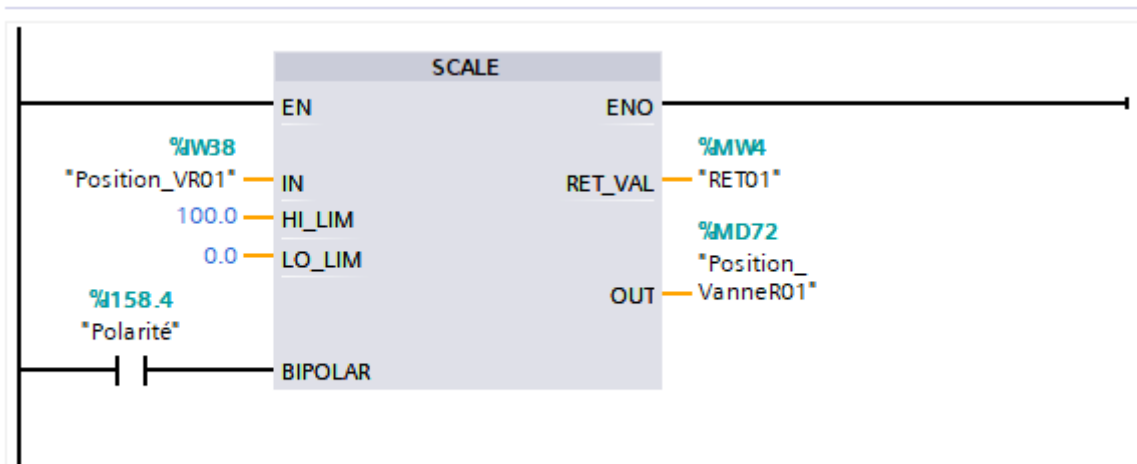 SCALE
EN
ENO
%IW38
"Position_VR01"
IN
%MW4
RET_VAL
"RET01"
100.0
HI_LIM
%MD72
0.0
LO_LIM
"Position_
VanneR01"
OUT
%I158.4
"Polarité"
BIPOLAR